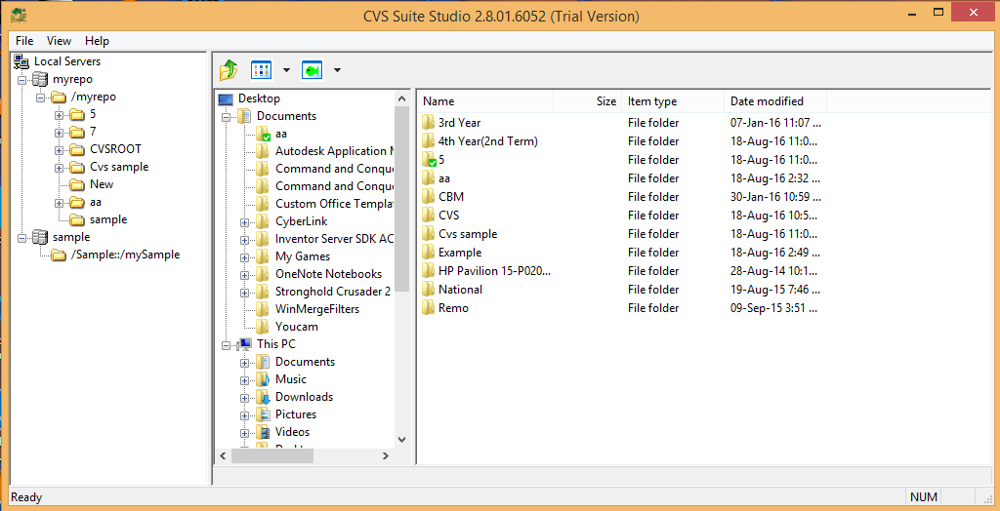 CVS Suite Studio 2.8.01.6052 (Trial Version)
File View Help
Local Servers
myrepo
/myrepo
5
7
CVSROOT
Cvs sample
New
aa
sample
sample
/Sample::/mySample
Desktop
Documents
aa
Autodesk Application M
Command and Conque
Command and Conque
Custom Office Templat
CyberLink
Inventor Server SDK AC
My Games
OneNote Notebooks
Stronghold Crusader 2
WinMergeFilters
Youcam
This PC
Documents
Music
Downloads
Pictures
Videos
Name Size Item type Date modified
3rd Year File folder 07-Jan-16 11:07 ...
4th Year(2nd Term) File folder 18-Aug-16 11:0...
5 File folder 18-Aug-16 11:0...
aa File folder 18-Aug-16 2:32 ...
CBM File folder 30-Jan-16 10:59 ...
CVS File folder 18-Aug-16 10:5...
Cvs sample File folder 18-Aug-16 11:0...
Example File folder 18-Aug-16 2:49 ...
HP Pavilion 15-P020... File folder 28-Aug-14 10:1...
National File folder 19-Aug-15 7:46 ...
Remo File folder 09-Sep-15 3:51 ...
Ready NUM